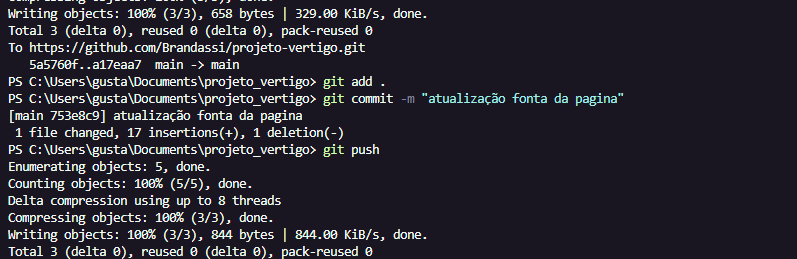 Writing objects: 100% (3/3), 658 bytes | 329.00 KiB/s, done.
Total 3 (delta 0), reused 0 (delta 0), pack-reused 0
To https://github.com/Brandassi/projeto-vertigo.git
   5a5760f..a17eaa7  main -> main
PS C:\Users\gusta\Documents\projeto_vertigo> git add .
PS C:\Users\gusta\Documents\projeto_vertigo> git commit -m "atualização fonta da pagina"
[main 753e8c9] atualização fonta da pagina
 1 file changed, 17 insertions(+), 1 deletion(-)
PS C:\Users\gusta\Documents\projeto_vertigo> git push
Enumerating objects: 5, done.
Counting objects: 100% (5/5), done.
Delta compression using up to 8 threads
Compressing objects: 100% (3/3), done.
Writing objects: 100% (3/3), 844 bytes | 844.00 KiB/s, done.
Total 3 (delta 0), reused 0 (delta 0), pack-reused 0